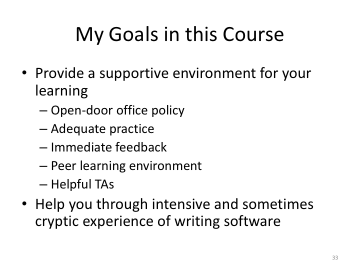 My Goals in this Course
• Provide a supportive environment for your
learning
– Open-door office policy
– Adequate practice
– Immediate feedback
– Peer learning environment
– Helpful TAs
• Help you through intensive and sometimes
cryptic experience of writing software
33